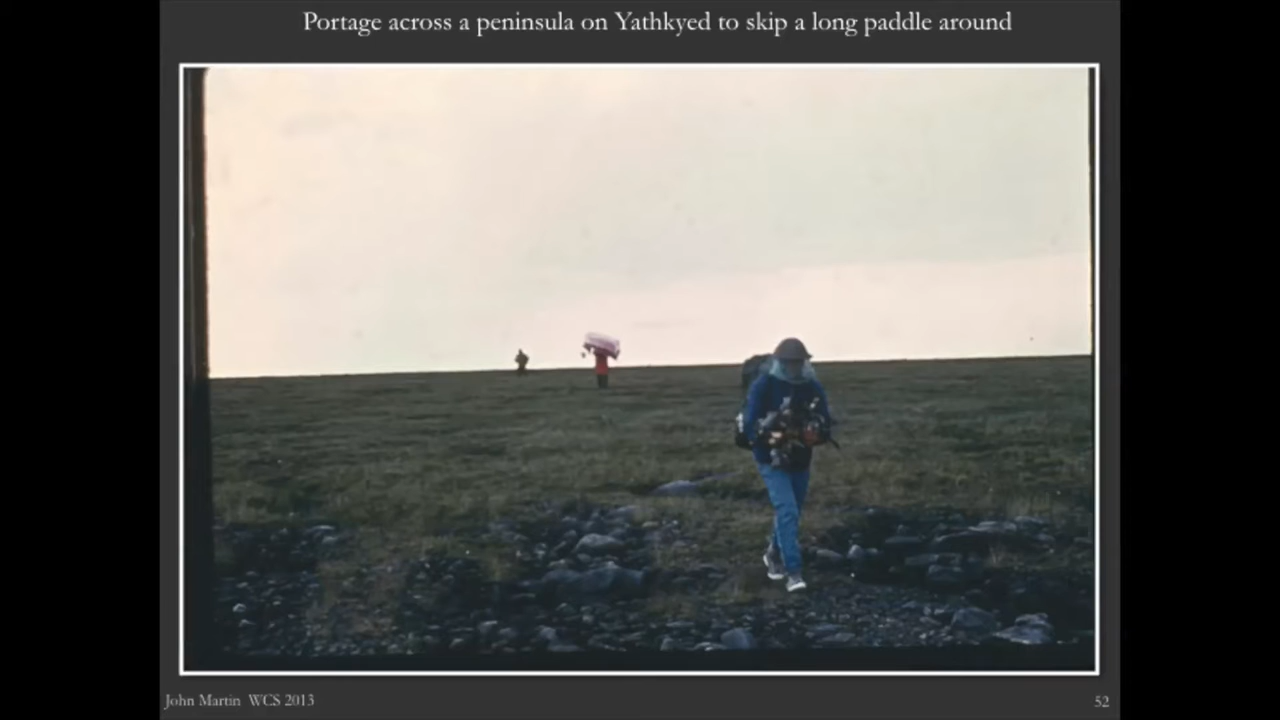 Portage across a peninsula on Yathkyed to skip a long paddle around
John Martin WCS 2013
52